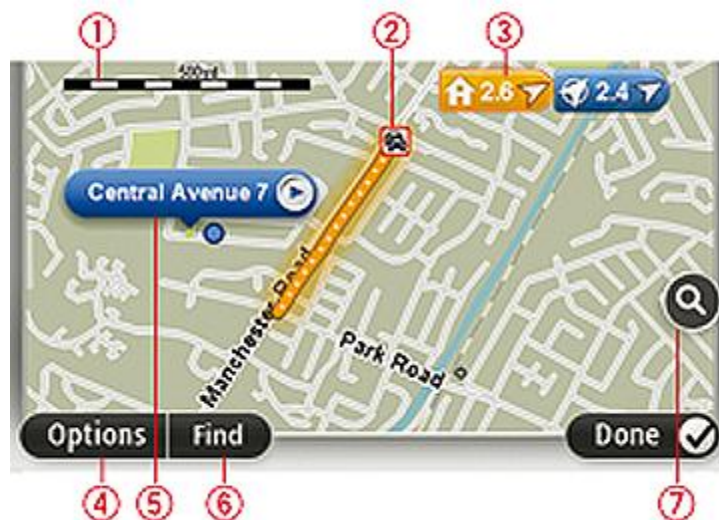 ① ② ③
500m
2.6 2.4
Central Avenue 7
Manchester Road
Park Road
Options Find Done
④ ⑤ ⑥ ⑦